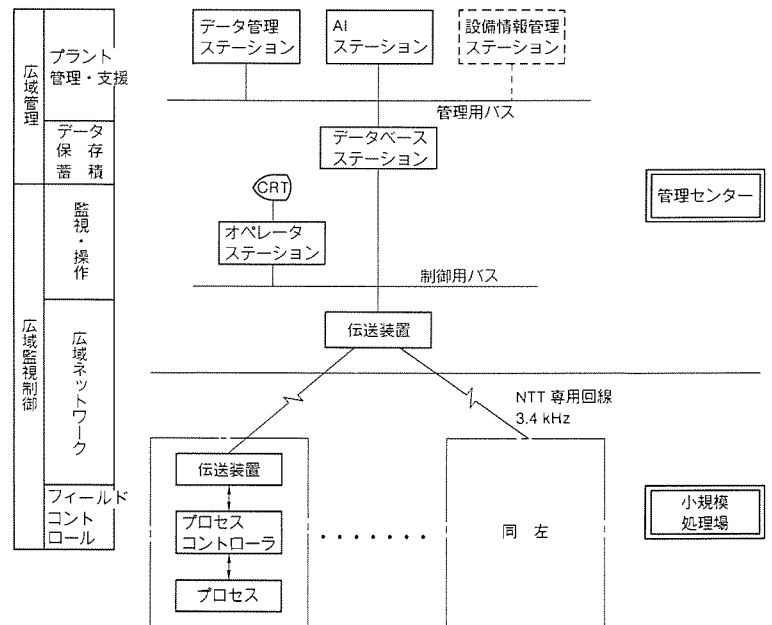 広域管理
プラント
管理・支援
データ
保存
蓄積
広域監視制御
監視・操作
広域ネットワーク
フィールド
コント
ロール
データ管理
ステーション
AI
ステーション
設備情報管理
ステーション
管理用バス
データベース
ステーション
CRT
オペレータ
ステーション
制御用バス
伝送装置
管理センター
NTT 専用回線
3.4 kHz
伝送装置
プロセス
コントローラ
プロセス
同左
小規模
処理場